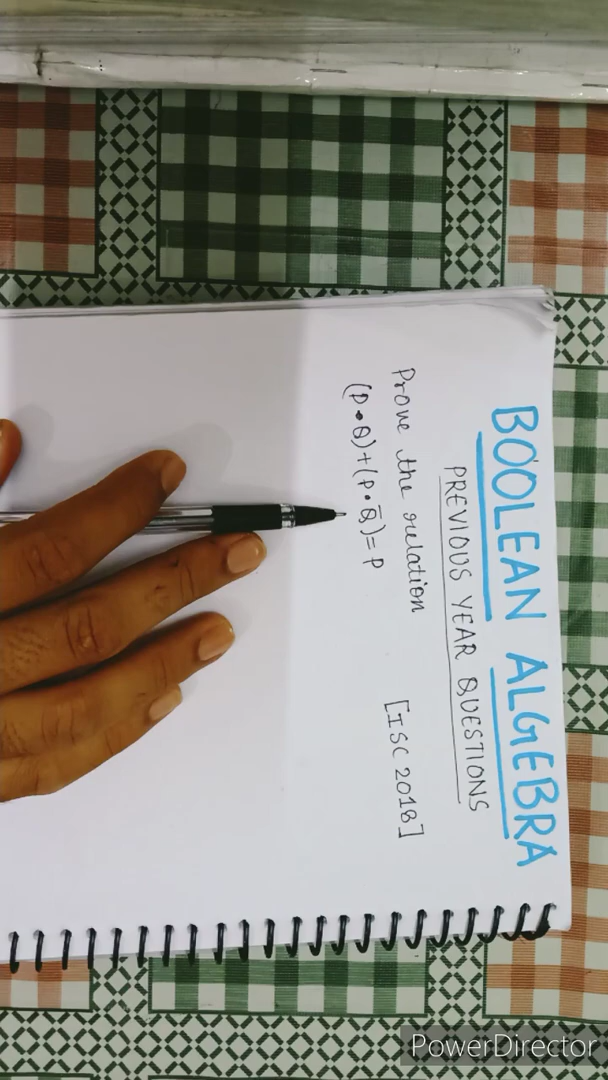 BOOLEAN ALGEBRA
PREVIOUS YEAR QUESTIONS
Prove the relation [ISC 2018]
(P•Q)+(P•Q̅)=P
PowerDirector